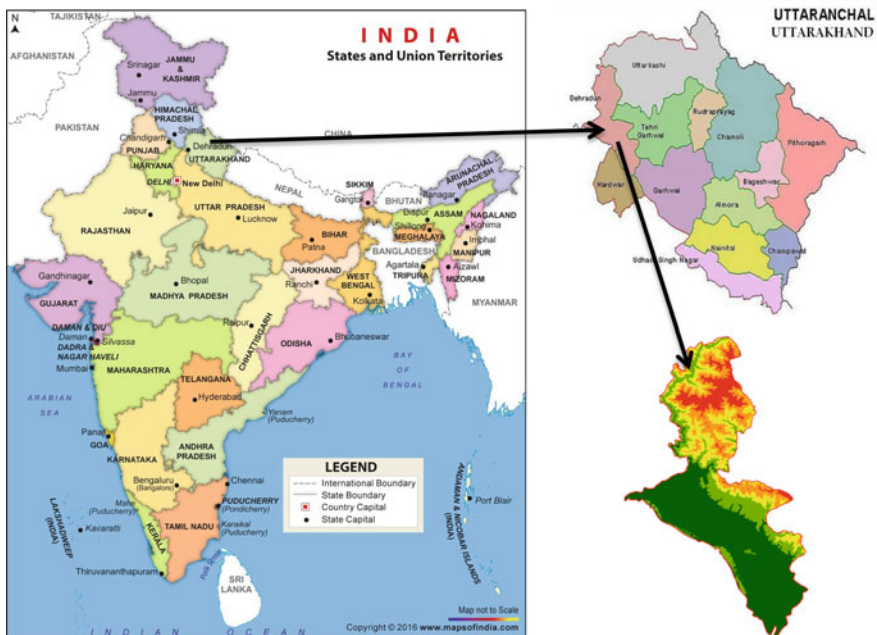 N
INDIA
States and Union Territories
TAJIKISTAN
AFGHANISTAN
PAKISTAN
CHINA
JAMMU
&
KASHMIR
Srinagar
Jammu
HIMACHAL
PRADESH
Shimla
Chandigarh
PUNJAB
Dehradun
UTTARAKHAND
HARYANA
DELHI
New Delhi
NEPAL
RAJASTHAN
Jaipur
UTTAR PRADESH
Lucknow
SIKKIM
Gangtok
BHUTAN
ARUNACHAL
PRADESH
Itanagar
Dispur
ASSAM
NAGALAND
Kohima
Shillong
MEGHALAYA
Imphal
MANIPUR
BANGLADESH
Agartala
TRIPURA
Aizawl
MIZORAM
MYANMAR
BIHAR
Patna
JHARKHAND
Ranchi
WEST
BENGAL
Kolkata
Gandhinagar
GUJARAT
Bhopal
MADHYA PRADESH
Raipur
CHHATTISGARH
ODISHA
Bhubaneswar
DAMAN & DIU
Daman
Silvassa
DADRA &
NAGAR HAVELI
Mumbai
MAHARASHTRA
ARABIAN
SEA
BAY
OF
BENGAL
TELANGANA
Hyderabad
Yanam
(Puducherry)
Panaji
GOA
KARNATAKA
ANDHRA
PRADESH
Bengaluru
(Bangalore)
Chennai
Mahe
(Puducherry)
PUDUCHERRY
(Pondicherry)
Karaikal
(Puducherry)
TAMIL NADU
KERALA
LAKSHADWEEP
(INDIA)
Kavaratti
Thiruvananthapuram
SRI
LANKA
ANDAMAN & NICOBAR ISLANDS
(INDIA)
Port Blair
LEGEND
International Boundary
State Boundary
Country Capital
State Capital
Map not to Scale
Copyright © 2016 www.mapsofindia.com
INDIAN OCEAN
UTTARANCHAL
UTTARAKHAND
Uttarkashi
Dehradun
Rudraprayag
Tehri
Garhwal
Chamoli
Pithoragarh
Hardwar
Garhwal
Bageshwar
Almora
Nainital
Champawat
Udham Singh Nagar